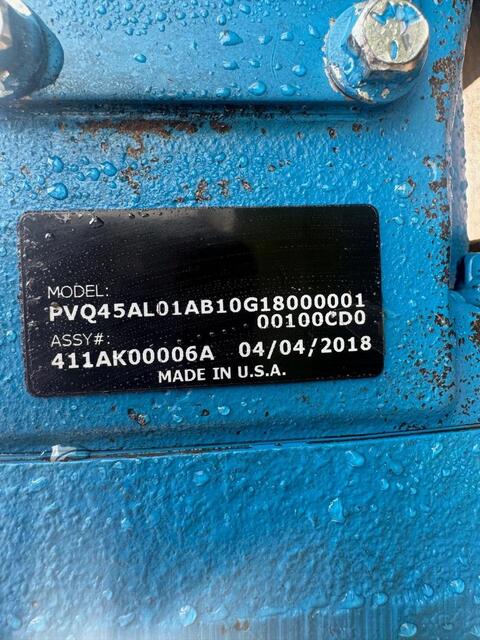 MODEL:
PVQ45AL01AB10G18000001
00100CD0
ASSY#:
411AK00006A 04/04/2018
MADE IN U.S.A.